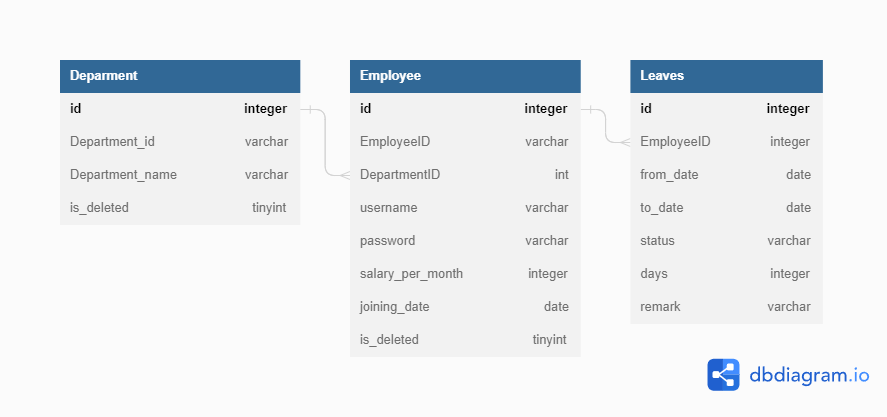 Deparment
id integer
Department_id varchar
Department_name varchar
is_deleted tinyint
Employee
id integer
EmployeeID varchar
DepartmentID int
username varchar
password varchar
salary_per_month integer
joining_date date
is_deleted tinyint
Leaves
id integer
EmployeeID integer
from_date date
to_date date
status varchar
days integer
remark varchar
dbdiagram.io